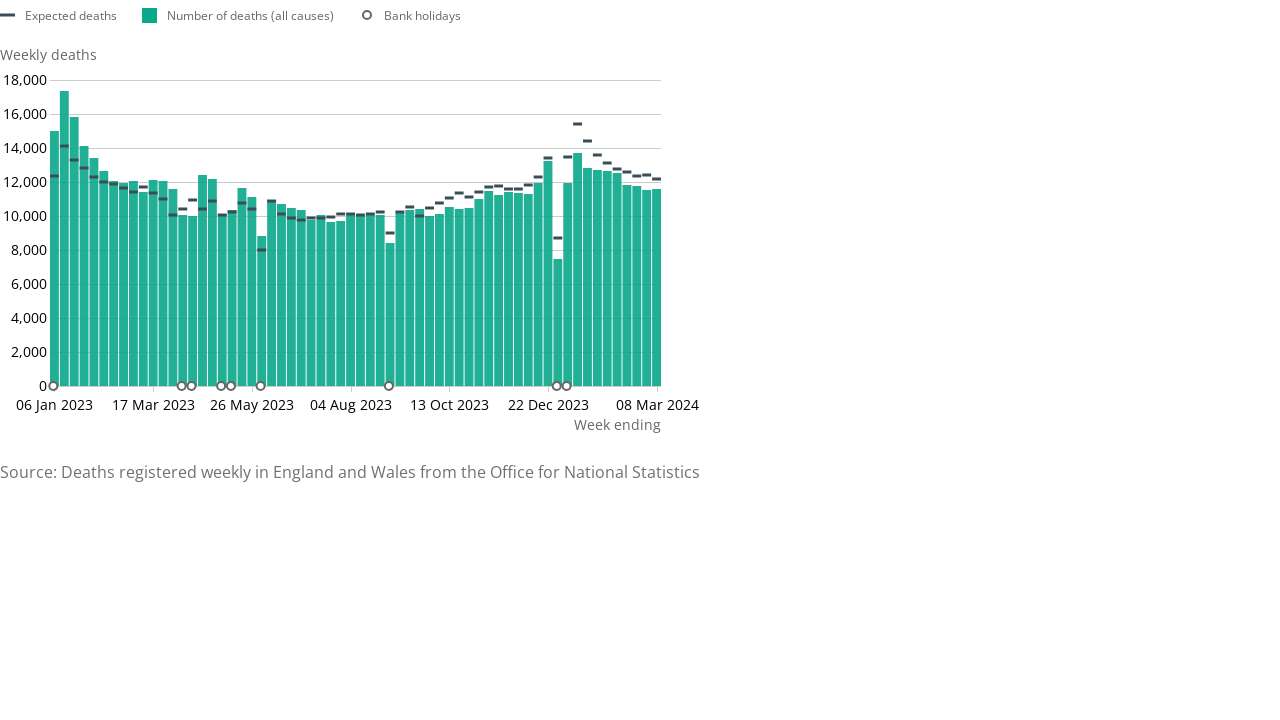 Expected deaths Number of deaths (all causes) Bank holidays
Weekly deaths
18,000
16,000
14,000
12,000
10,000
8,000
6,000
4,000
2,000
0
06 Jan 2023 17 Mar 2023 26 May 2023 04 Aug 2023 13 Oct 2023 22 Dec 2023 08 Mar 2024
Week ending
Source: Deaths registered weekly in England and Wales from the Office for National Statistics